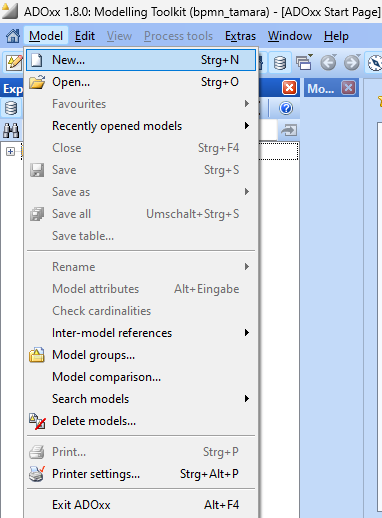 ADOxx 1.8.0: Modelling Toolkit (bpmn_tamara) - [ADOxx Start Page]
Model Edit View Process tools Extras Window Help
New... Strg+N
Exp Mo...
Open... Strg+O
Favourites
Recently opened models
Close Strg+F4
Save Strg+S
Save as
Save all Umschalt+Strg+S
Save table...
Rename
Model attributes Alt+Eingabe
Check cardinalities
Inter-model references
Model groups...
Model comparison...
Search models
Delete models...
Print... Strg+P
Printer settings... Strg+Alt+P
Exit ADOxx Alt+F4